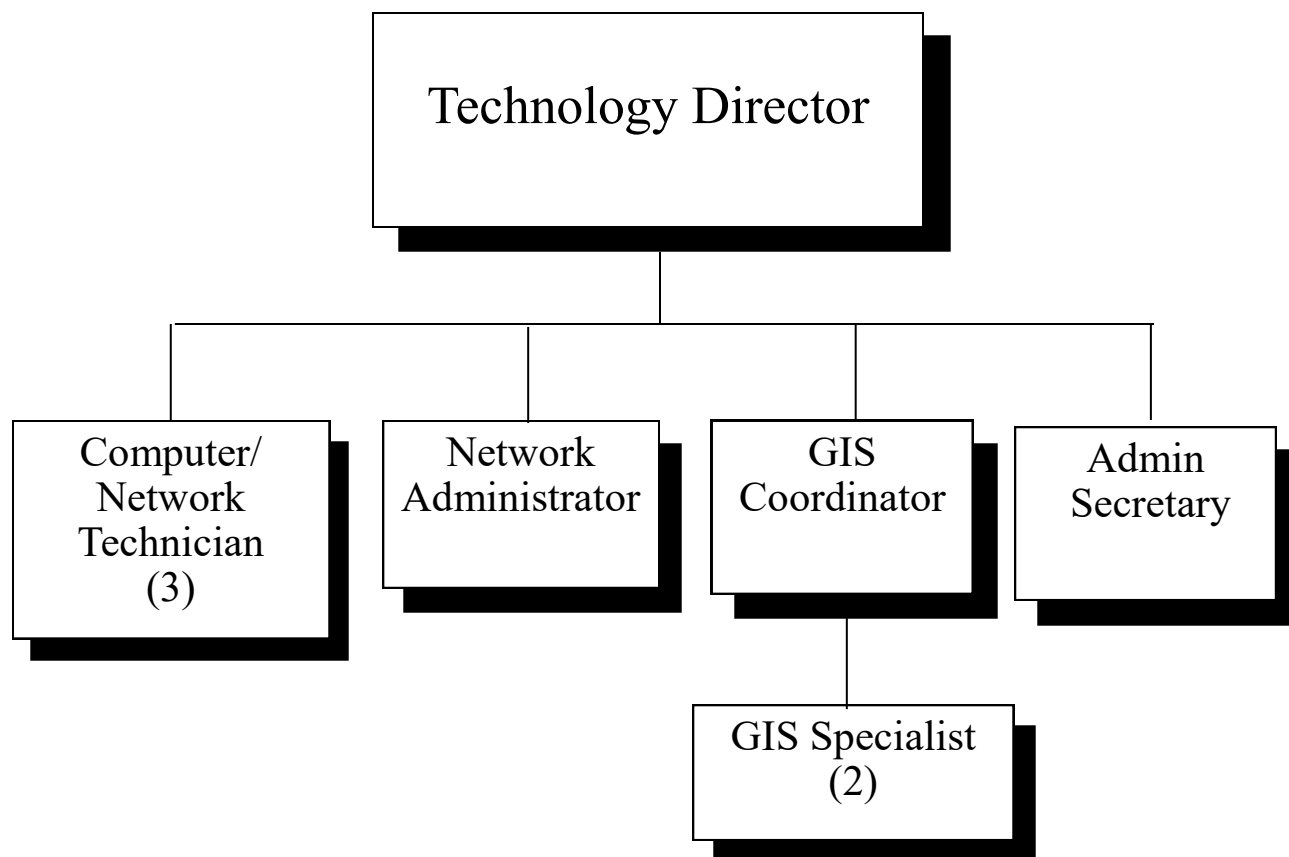 Technology Director
Computer/
Network
Technician
(3)
Network
Administrator
GIS
Coordinator
Admin
Secretary
GIS Specialist
(2)